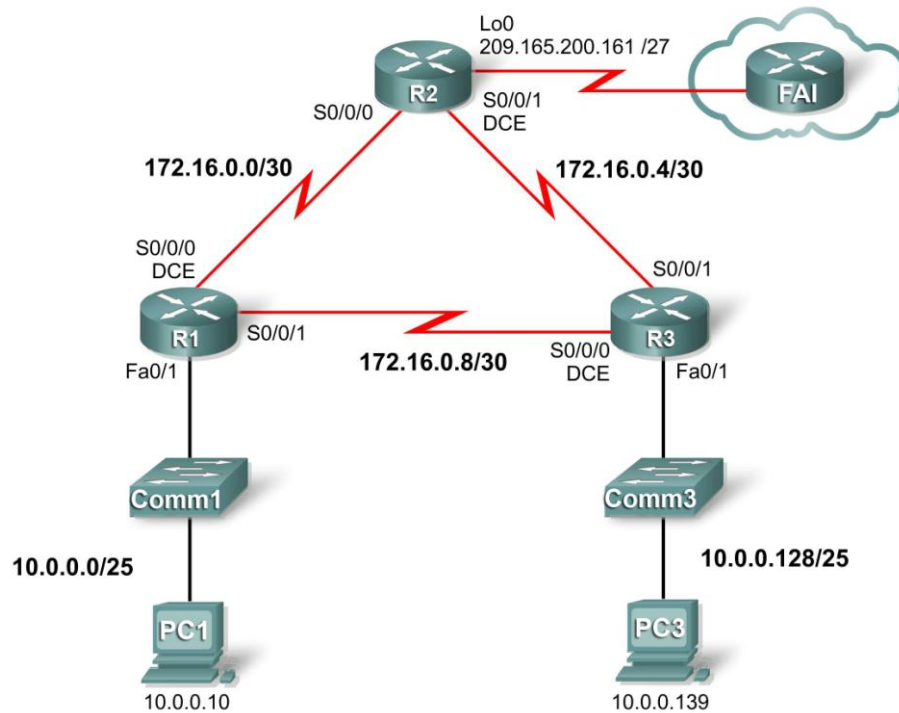 Lo0
209.165.200.161 /27
R2
FAI
S0/0/0
S0/0/1
DCE
172.16.0.0/30
172.16.0.4/30
S0/0/0
DCE
S0/0/1
R1
S0/0/1
R3
172.16.0.8/30
S0/0/0
DCE
Fa0/1
Fa0/1
Comm1
Comm3
10.0.0.0/25
10.0.0.128/25
PC1
PC3
10.0.0.10
10.0.0.139